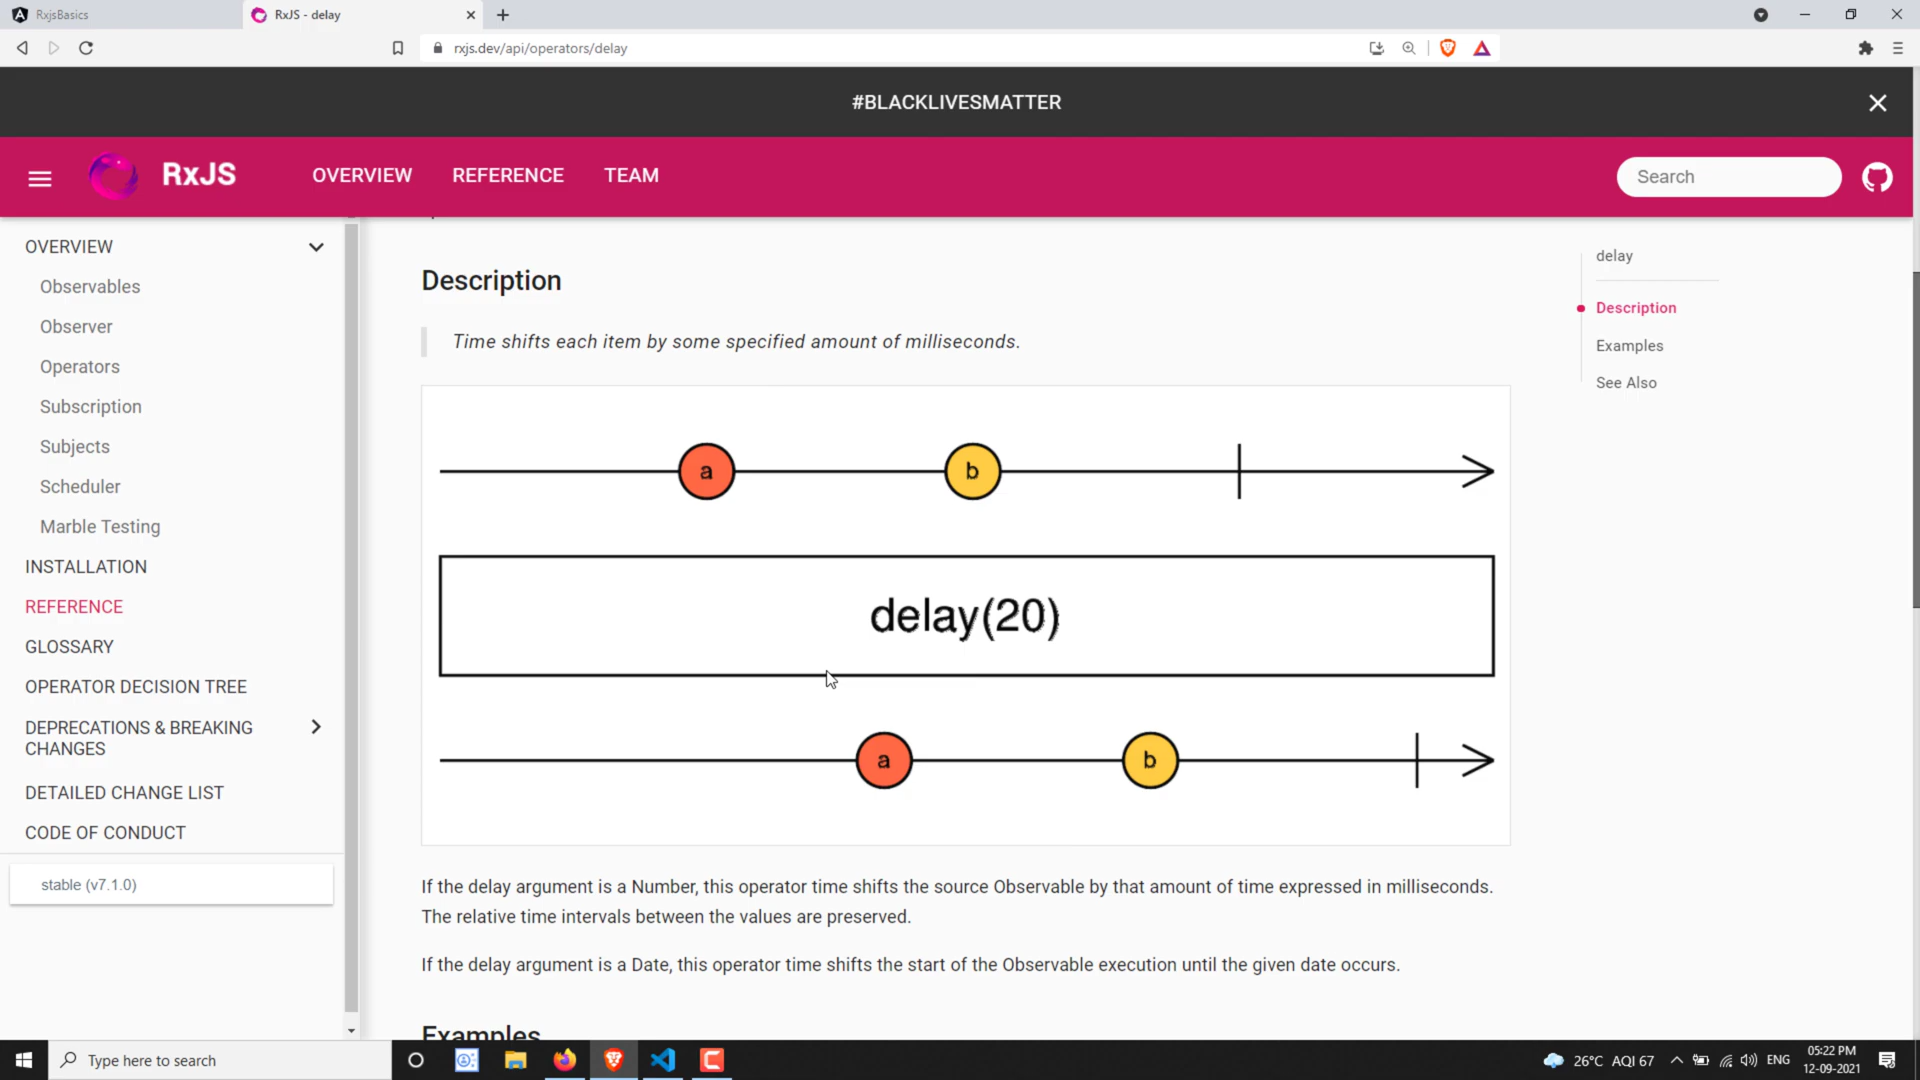 RxjsBasics
RxJS - delay
rxjs.dev/api/operators/delay
#BLACKLIVESMATTER
RxJS
OVERVIEW
REFERENCE
TEAM
Search
OVERVIEW
Observables
Observer
Operators
Subscription
Subjects
Scheduler
Marble Testing
INSTALLATION
REFERENCE
GLOSSARY
OPERATOR DECISION TREE
DEPRECATIONS & BREAKING
CHANGES
DETAILED CHANGE LIST
CODE OF CONDUCT
stable (v7.1.0)
Description
Time shifts each item by some specified amount of milliseconds.
a
b
delay(20)
a
b
If the delay argument is a Number, this operator time shifts the source Observable by that amount of time expressed in milliseconds.
The relative time intervals between the values are preserved.
If the delay argument is a Date, this operator time shifts the start of the Observable execution until the given date occurs.
Examples
delay
Description
Examples
See Also
Type here to search
26°C AQI 67
ENG
05:22 PM
12-09-2021